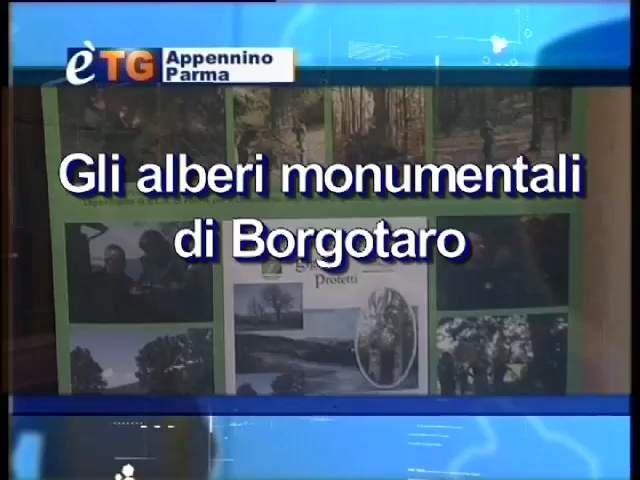 èTG Appennino
Parma
Gli alberi monumentali
di Borgotaro
Protetti